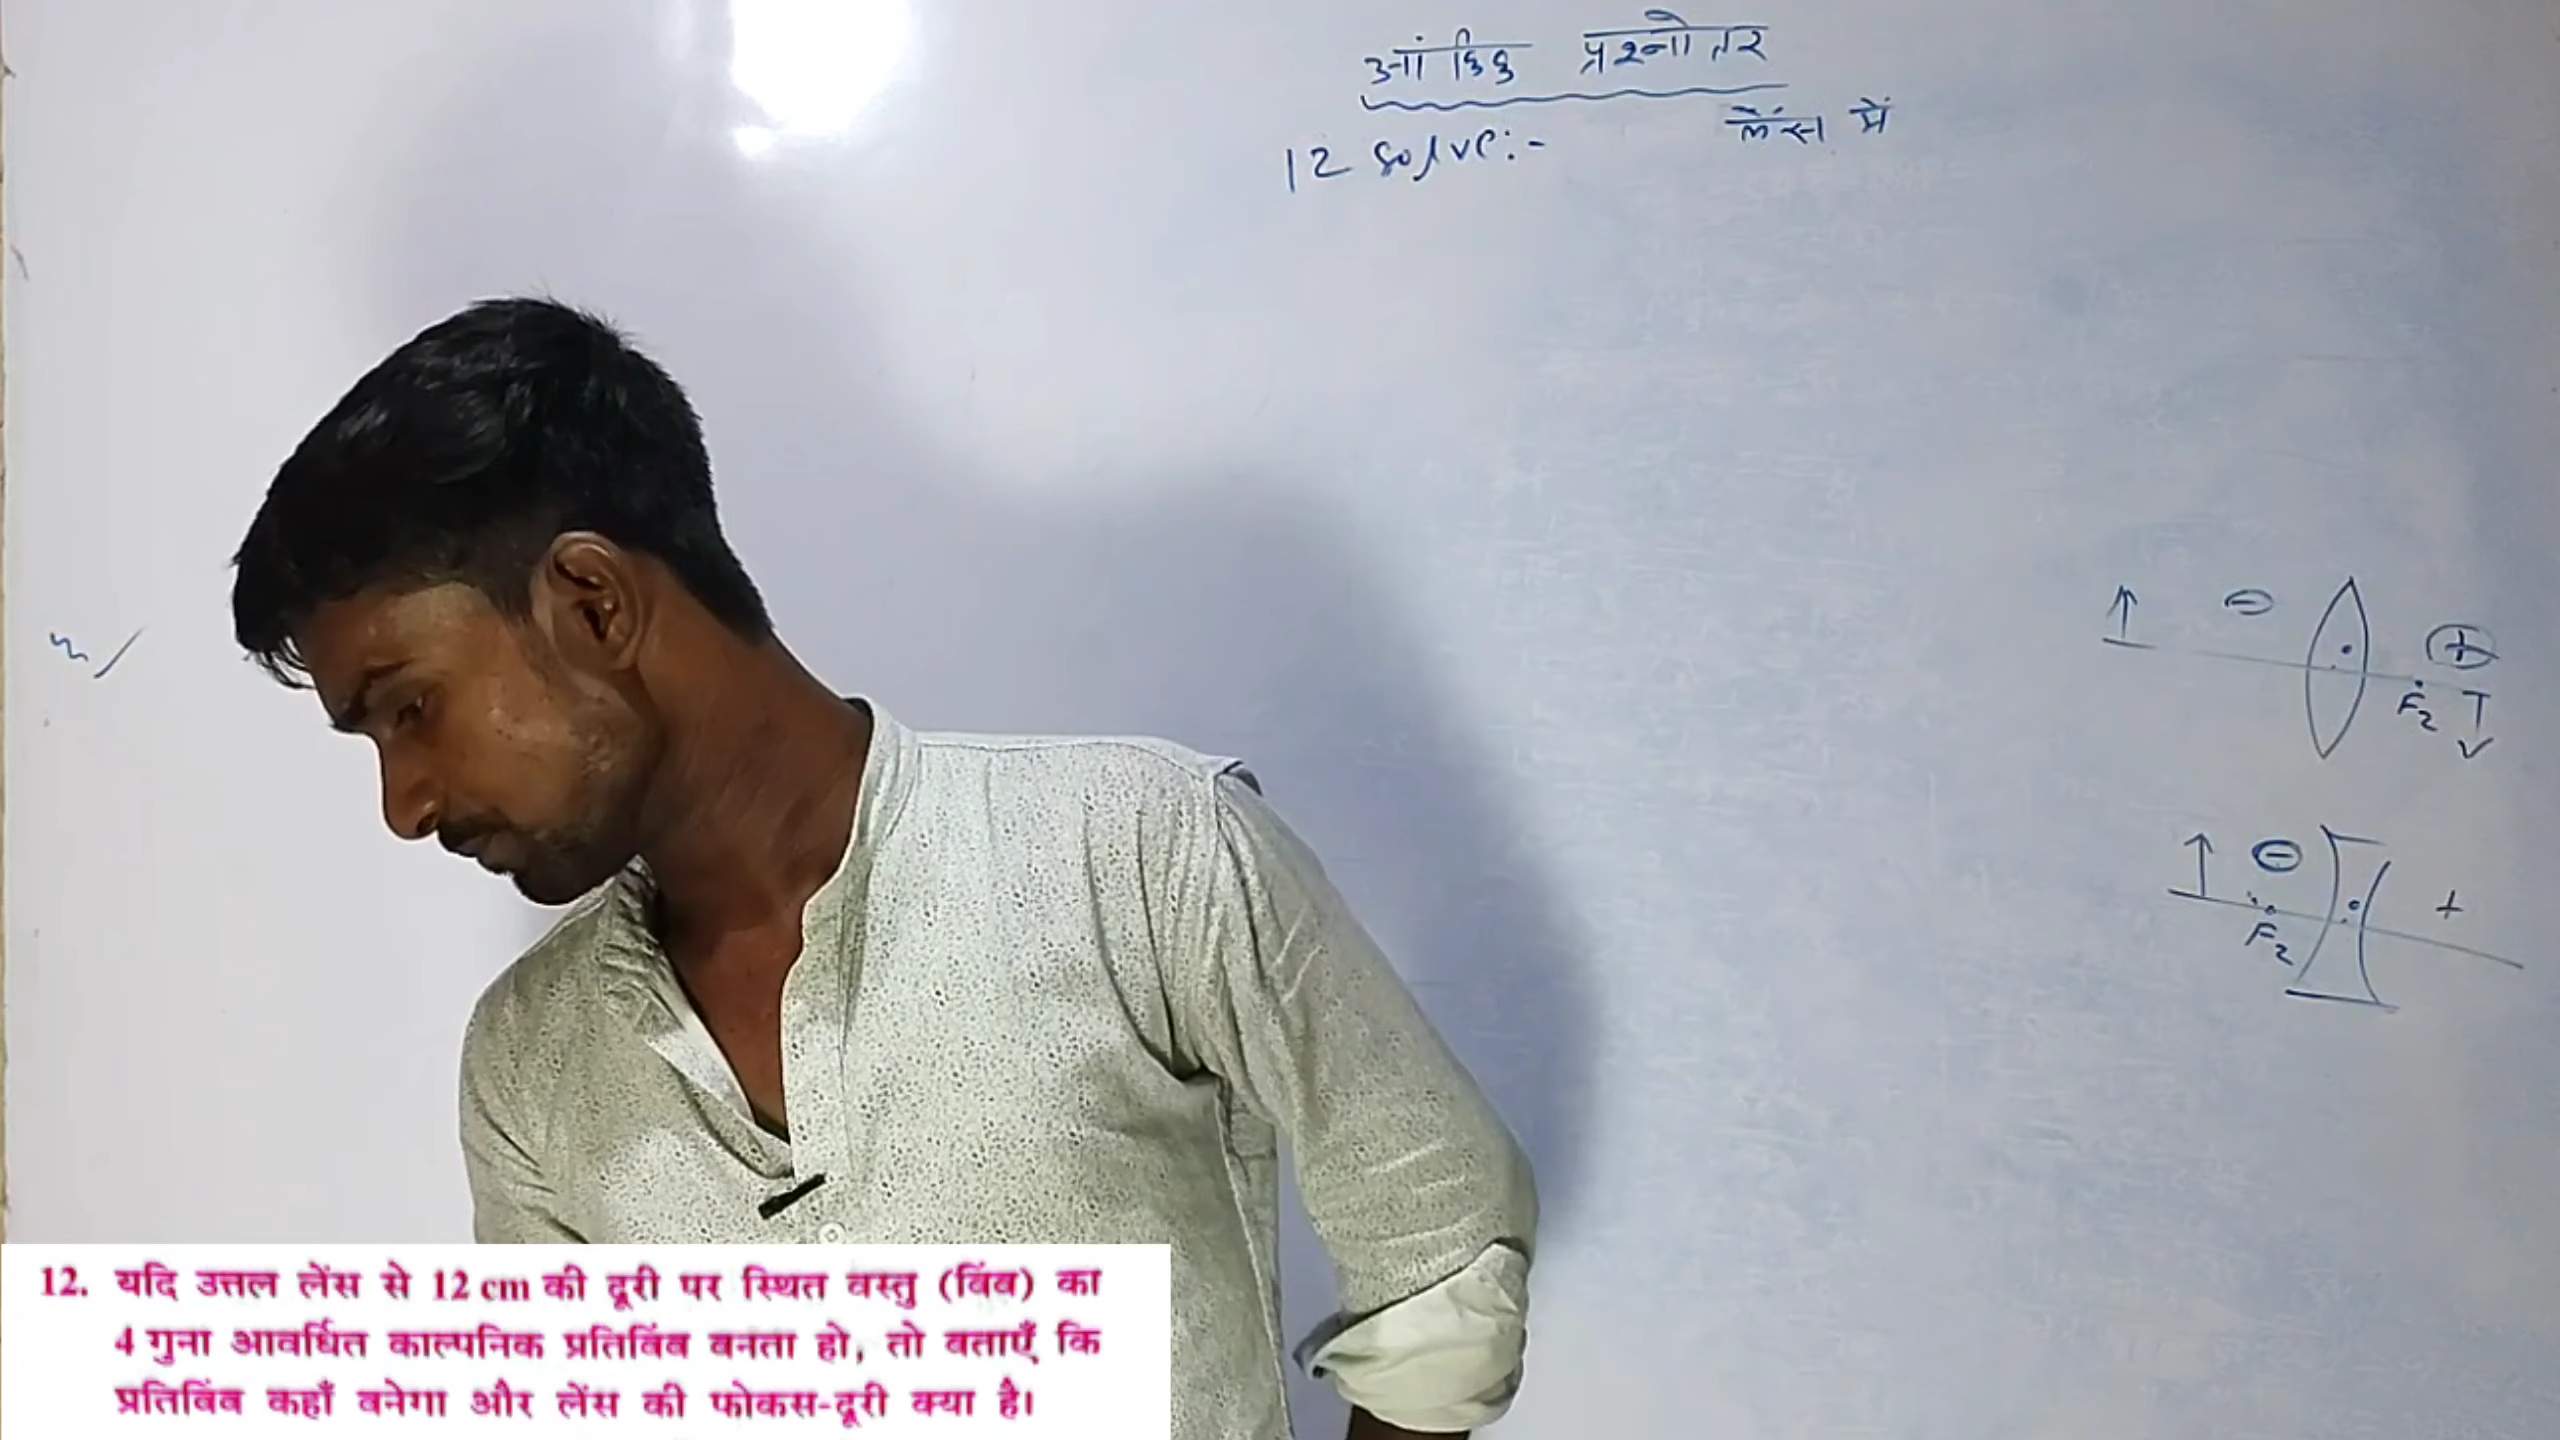 आंकिक प्रश्नोतर
12 solve:-
लेंस में
⊖
⊕
F2
⊖
+
F2
12. यदि उत्तल लेंस से 12 cm की दूरी पर स्थित वस्तु (बिंब) का
4 गुना आवर्धित काल्पनिक प्रतिबिंब बनता हो, तो बताएँ कि
प्रतिबिंब कहाँ बनेगा और लेंस की फोकस-दूरी क्या है।